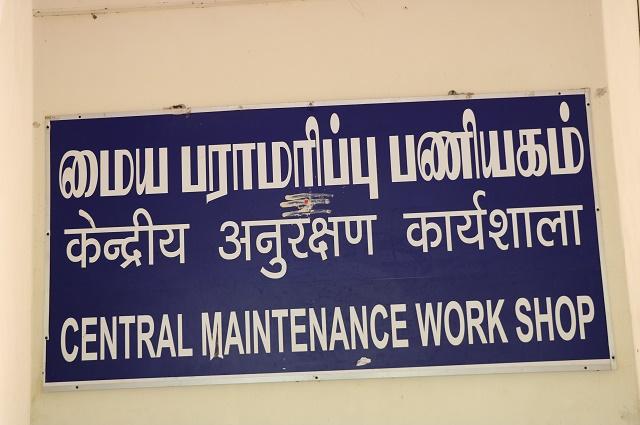 மைய பராமரிப்பு பணியகம்
केन्द्रीय अनुरक्षण कार्यशाला
CENTRAL MAINTENANCE WORK SHOP